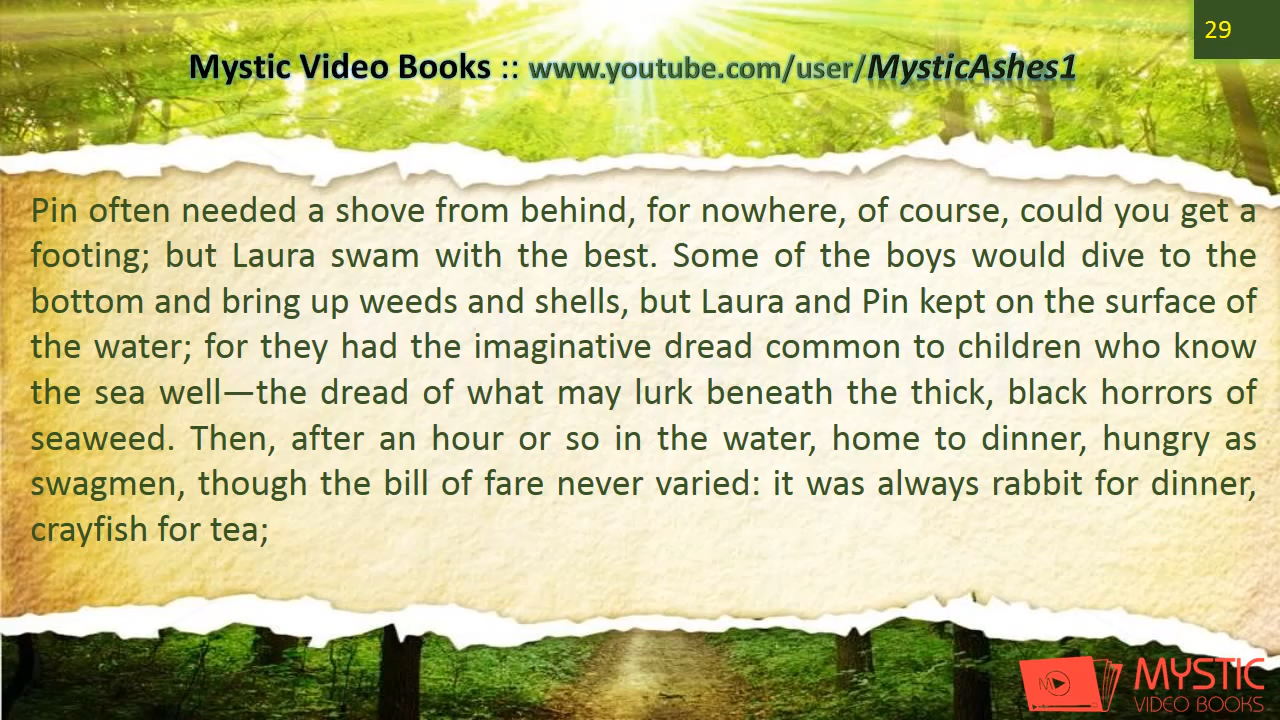 29
Mystic Video Books :: www.youtube.com/user/MysticAshes1
Pin often needed a shove from behind, for nowhere, of course, could you get a
footing; but Laura swam with the best. Some of the boys would dive to the
bottom and bring up weeds and shells, but Laura and Pin kept on the surface of
the water; for they had the imaginative dread common to children who know
the sea well—the dread of what may lurk beneath the thick, black horrors of
seaweed. Then, after an hour or so in the water, home to dinner, hungry as
swagmen, though the bill of fare never varied: it was always rabbit for dinner,
crayfish for tea;
MYSTIC
VIDEO BOOKS